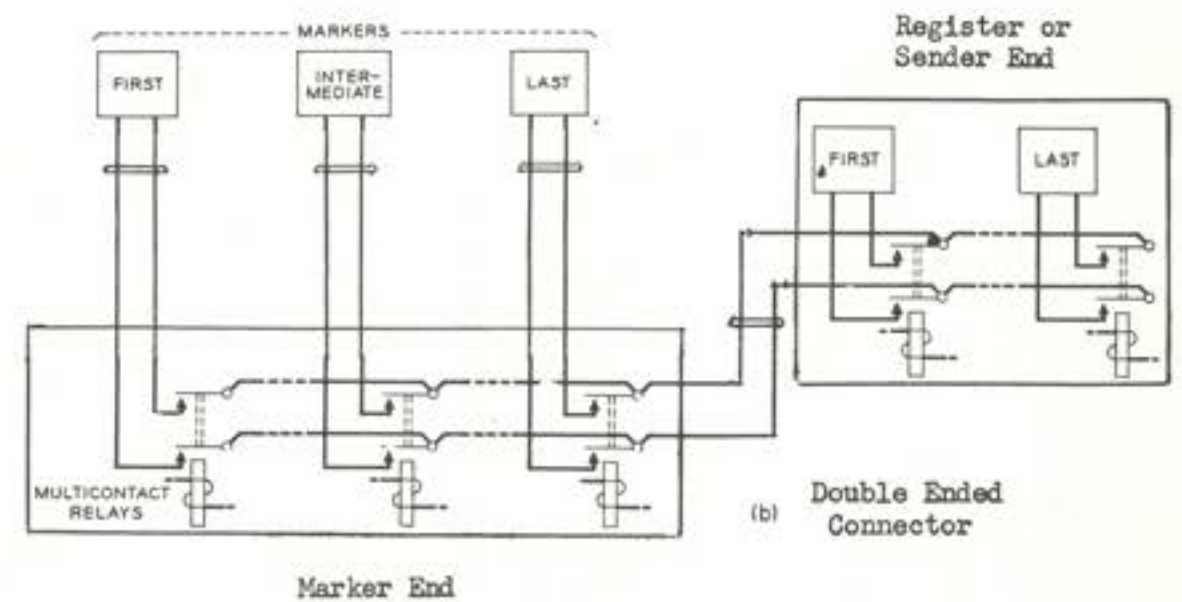 MARKERS
FIRST
INTER-
MEDIATE
LAST
Register or
Sender End
FIRST
LAST
MULTICONTACT
RELAYS
(b)
Double Ended
Connector
Marker End